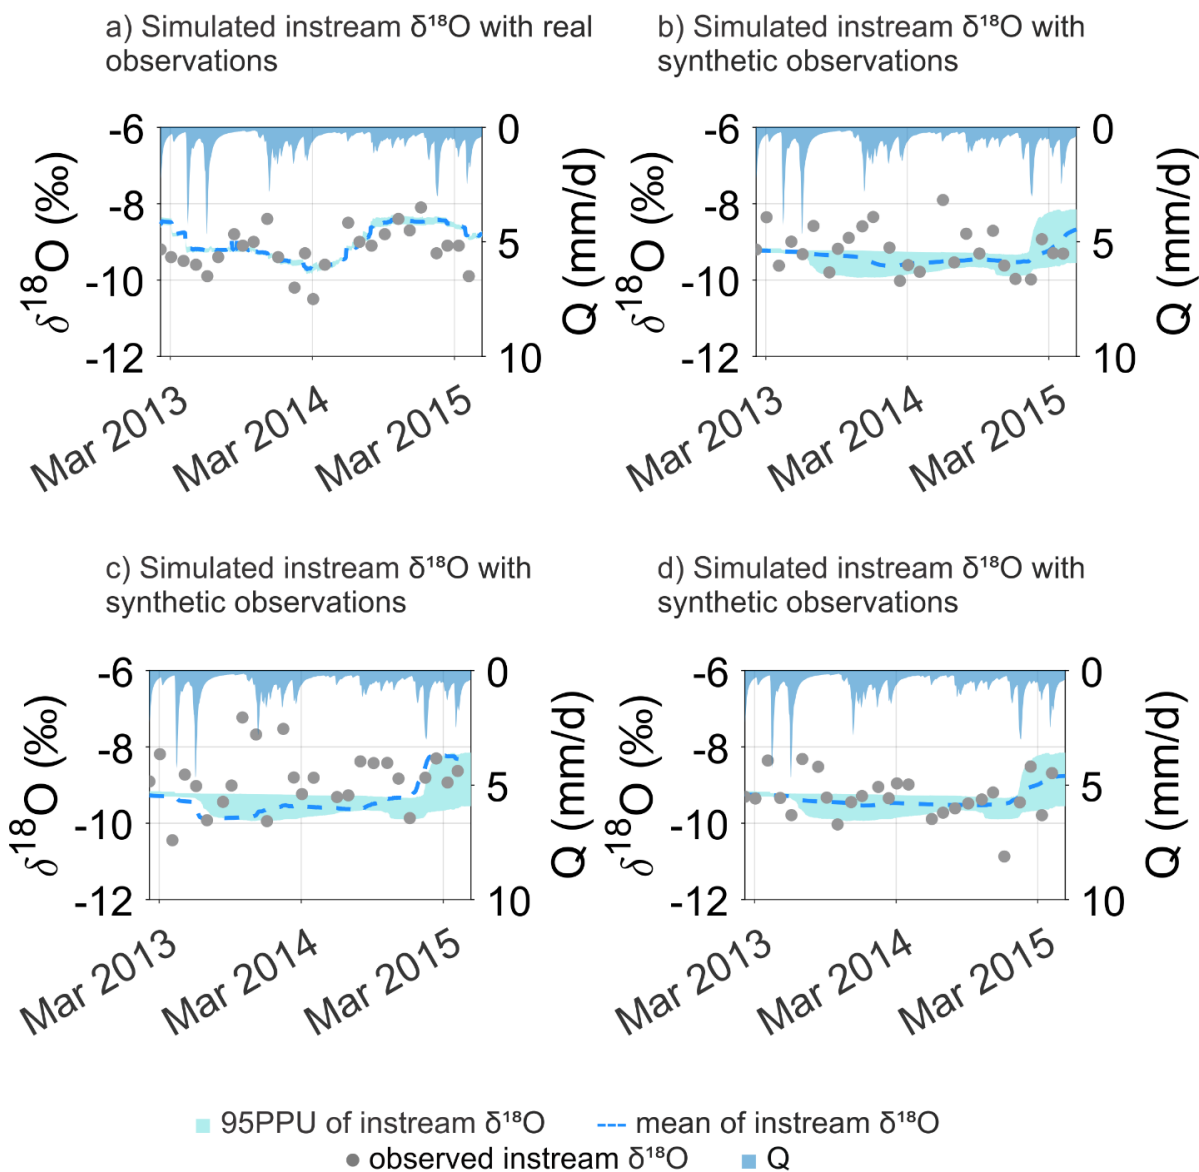 a) Simulated instream δ¹⁸O with real
observations
b) Simulated instream δ¹⁸O with
synthetic observations
-6
-8
-10
-12
δ¹⁸O (‰)
0
5
10
Q (mm/d)
Mar 2013
Mar 2014
Mar 2015
-6
-8
-10
-12
δ¹⁸O (‰)
0
5
10
Q (mm/d)
Mar 2013
Mar 2014
Mar 2015
c) Simulated instream δ¹⁸O with
synthetic observations
d) Simulated instream δ¹⁸O with
synthetic observations
-6
-8
-10
-12
δ¹⁸O (‰)
0
5
10
Q (mm/d)
Mar 2013
Mar 2014
Mar 2015
-6
-8
-10
-12
δ¹⁸O (‰)
0
5
10
Q (mm/d)
Mar 2013
Mar 2014
Mar 2015
95PPU of instream δ¹⁸O
mean of instream δ¹⁸O
observed instream δ¹⁸O
Q